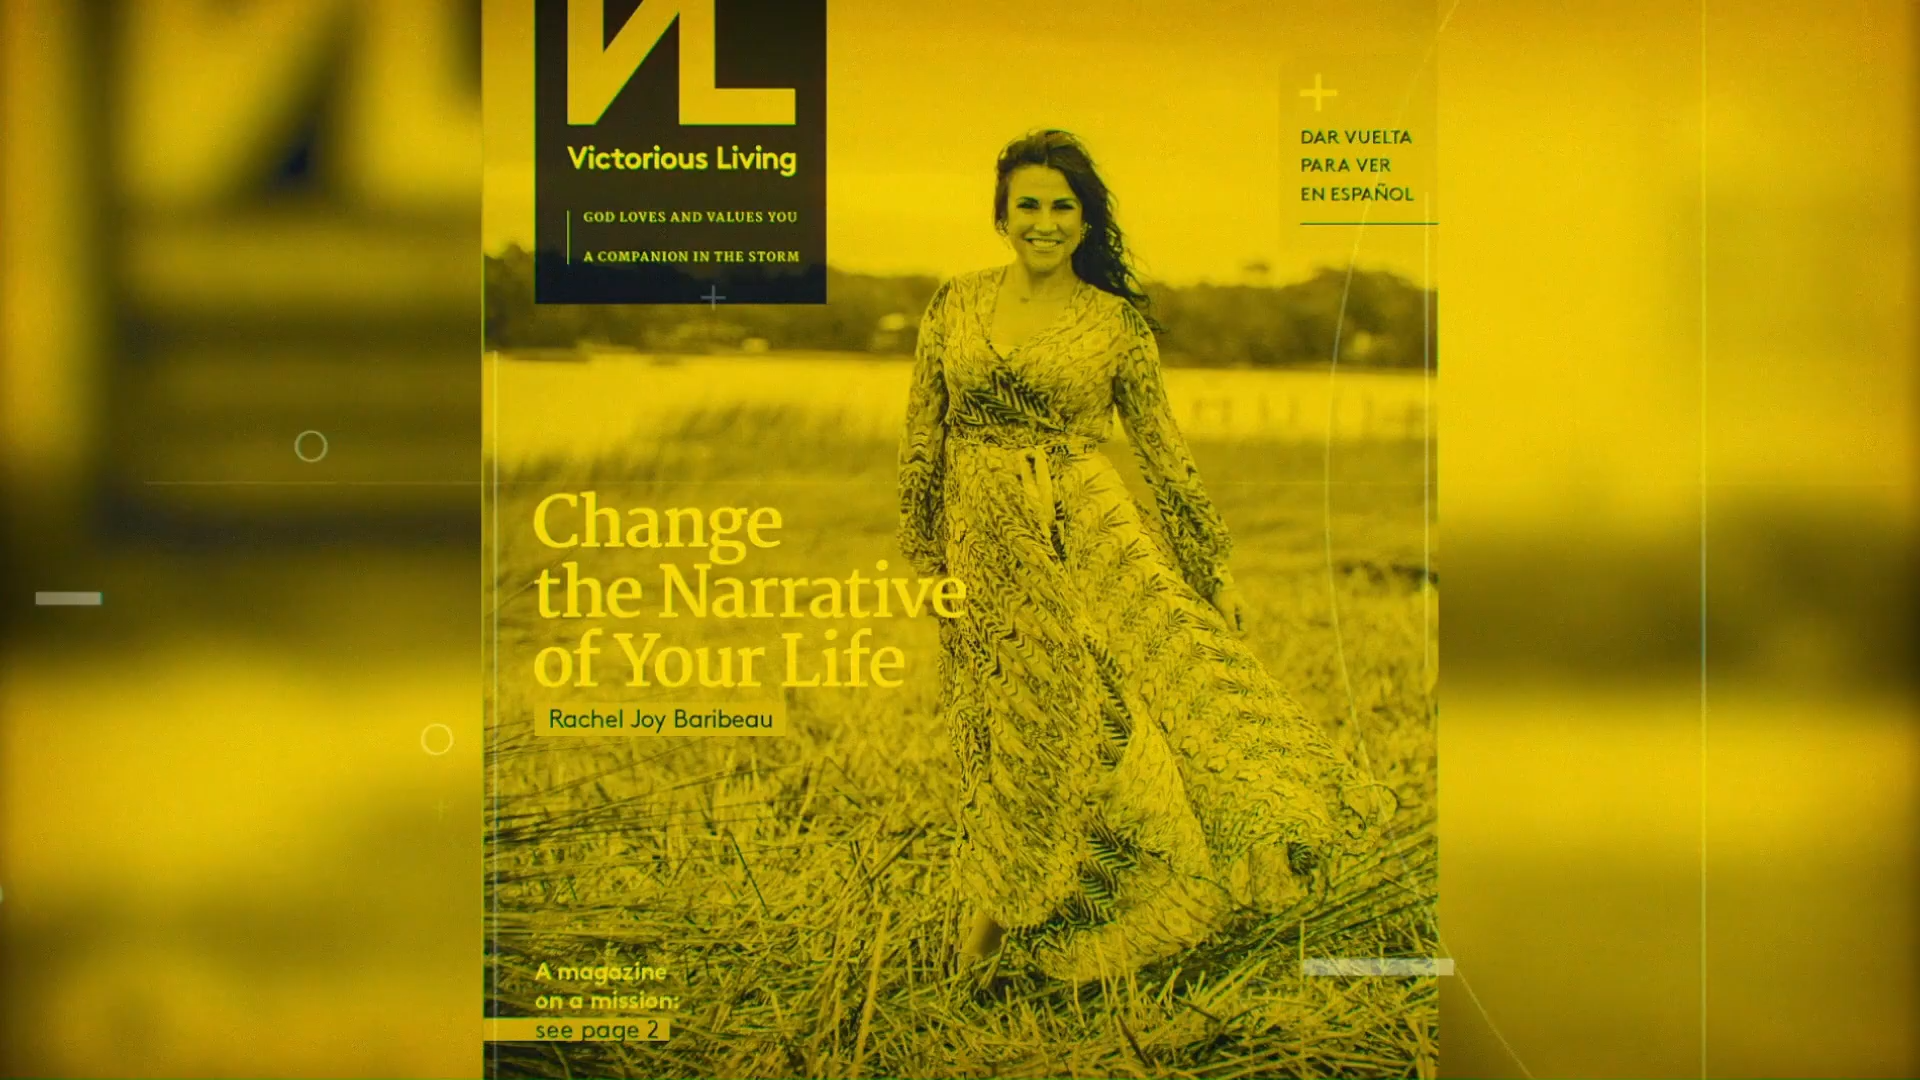 VL
Victorious Living
GOD LOVES AND VALUES YOU
A COMPANION IN THE STORM
DAR VUELTA
PARA VER
EN ESPAÑOL
Change
the Narrative
of Your Life
Rachel Joy Baribeau
A magazine
on a mission:
see page 2